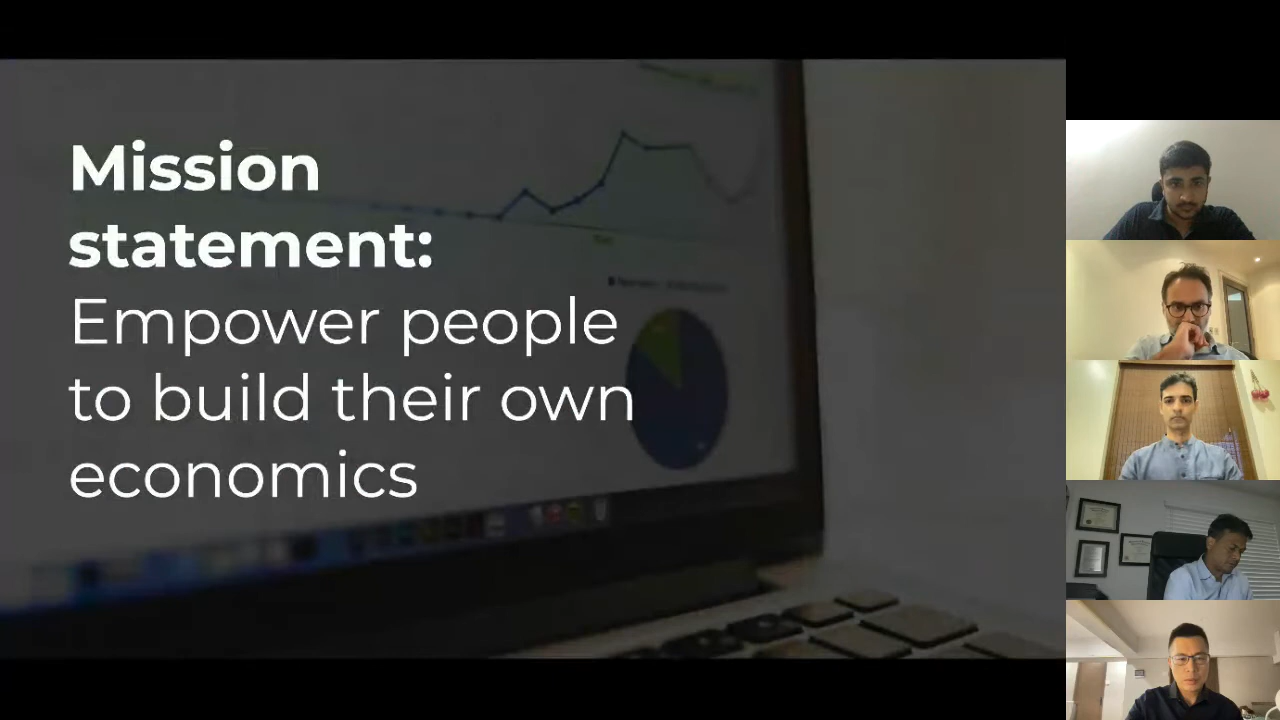 Mission
statement:
Empower people
to build their own
economics